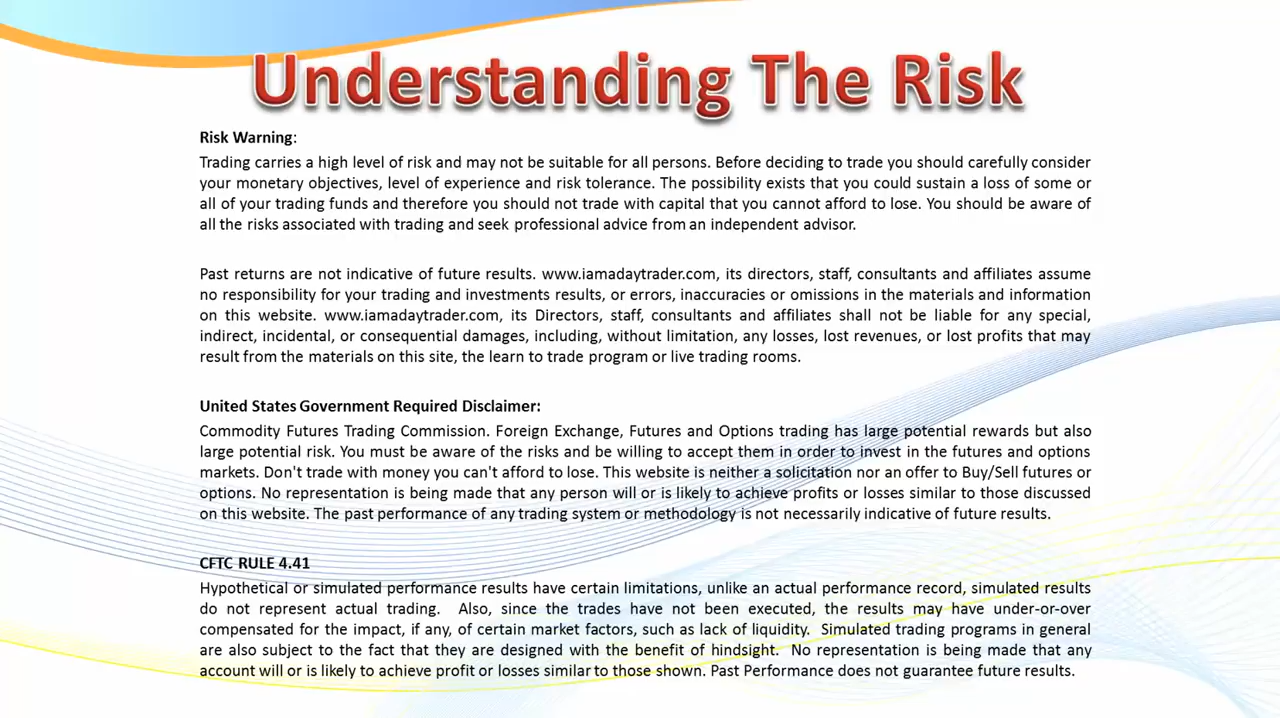 Understanding The Risk
Risk Warning:
Trading carries a high level of risk and may not be suitable for all persons. Before deciding to trade you should carefully consider
your monetary objectives, level of experience and risk tolerance. The possibility exists that you could sustain a loss of some or
all of your trading funds and therefore you should not trade with capital that you cannot afford to lose. You should be aware of
all the risks associated with trading and seek professional advice from an independent advisor.
Past returns are not indicative of future results. www.iamadaytrader.com, its directors, staff, consultants and affiliates assume
no responsibility for your trading and investments results, or errors, inaccuracies or omissions in the materials and information
on this website. www.iamadaytrader.com, its Directors, staff, consultants and affiliates shall not be liable for any special,
indirect, incidental, or consequential damages, including, without limitation, any losses, lost revenues, or lost profits that may
result from the materials on this site, the learn to trade program or live trading rooms.
United States Government Required Disclaimer:
Commodity Futures Trading Commission. Foreign Exchange, Futures and Options trading has large potential rewards but also
large potential risk. You must be aware of the risks and be willing to accept them in order to invest in the futures and options
markets. Don't trade with money you can't afford to lose. This website is neither a solicitation nor an offer to Buy/Sell futures or
options. No representation is being made that any person will or is likely to achieve profits or losses similar to those discussed
on this website. The past performance of any trading system or methodology is not necessarily indicative of future results.
CFTC RULE 4.41
Hypothetical or simulated performance results have certain limitations, unlike an actual performance record, simulated results
do not represent actual trading.  Also, since the trades have not been executed, the results may have under-or-over
compensated for the impact, if any, of certain market factors, such as lack of liquidity.  Simulated trading programs in general
are also subject to the fact that they are designed with the benefit of hindsight.  No representation is being made that any
account will or is likely to achieve profit or losses similar to those shown. Past Performance does not guarantee future results.